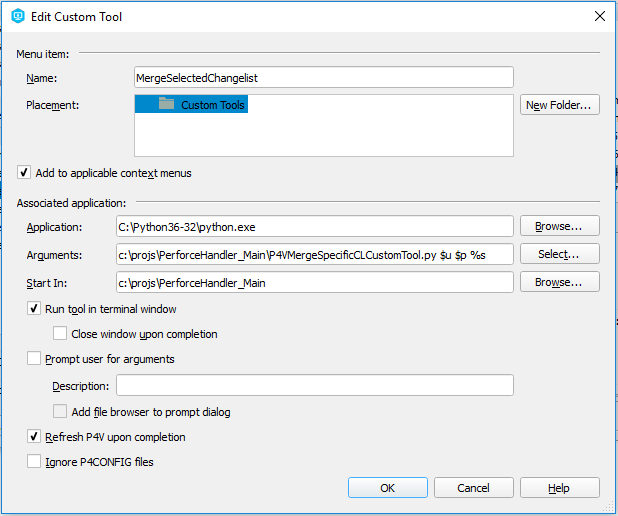 Edit Custom Tool
Menu item:
Name: MergeSelectedChangelist
Placement: Custom Tools New Folder...
Add to applicable context menus
Associated application:
Application: C:\Python36-32\python.exe Browse...
Arguments: c:\projs\PerforceHandler_Main\P4VMergeSpecificCLCustomTool.py $u $p %s Select...
Start In: c:\projs\PerforceHandler_Main Browse...
Run tool in terminal window
Close window upon completion
Prompt user for arguments
Description:
Add file browser to prompt dialog
Refresh P4V upon completion
Ignore P4CONFIG files
OK Cancel Help